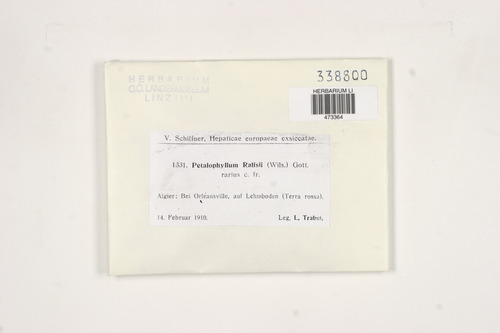 HERBARIUM
O.Ö. LANDESMUSEUM
LINZ
338800
HERBARIUM LI
473364
V. Schiffner, Hepaticae europaeae exsiccatae.
1331. Petalophyllum Ralfsii (Wils.) Gott.
rarius c. fr.
Algier: Bei Orléansville, auf Lehmboden (Terra rossa).
14. Februar 1910.
Leg. L. Trabut.